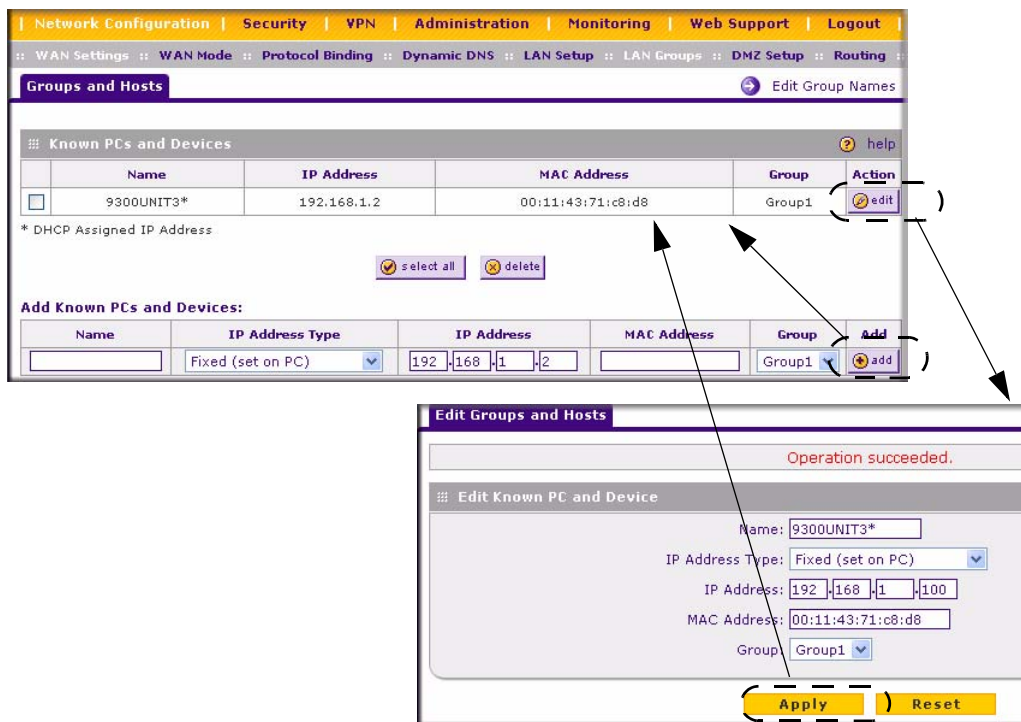 | Network Configuration | Security | VPN | Administration | Monitoring | Web Support | Logout |
:: WAN Settings :: WAN Mode :: Protocol Binding :: Dynamic DNS :: LAN Setup :: LAN Groups :: DMZ Setup :: Routing ::
Groups and Hosts
Edit Group Names
Known PCs and Devices
help
Name IP Address MAC Address Group Action
9300UNIT3* 192.168.1.2 00:11:43:71:c8:d8 Group1 edit
* DHCP Assigned IP Address
select all delete
Add Known PCs and Devices:
Name IP Address Type IP Address MAC Address Group Add
Fixed (set on PC) 192 .168 .1 .2 Group1 add
Edit Groups and Hosts
Operation succeeded.
Edit Known PC and Device
Name: 9300UNIT3*
IP Address Type: Fixed (set on PC)
IP Address: 192 .168 .1 .100
MAC Address: 00:11:43:71:c8:d8
Group: Group1
Apply Reset